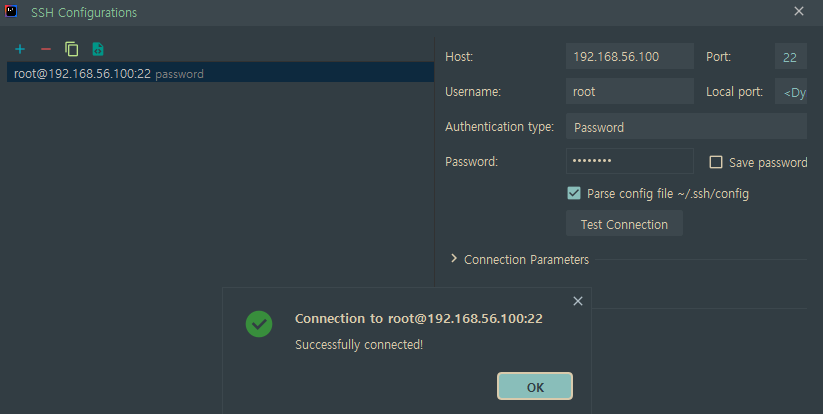 SSH Configurations
root@192.168.56.100:22 password
Host: 192.168.56.100 Port: 22
Username: root Local port: <Dy
Authentication type: Password
Password: •••••••• Save password
Parse config file ~/.ssh/config
Test Connection
Connection Parameters
Connection to root@192.168.56.100:22
Successfully connected!
OK